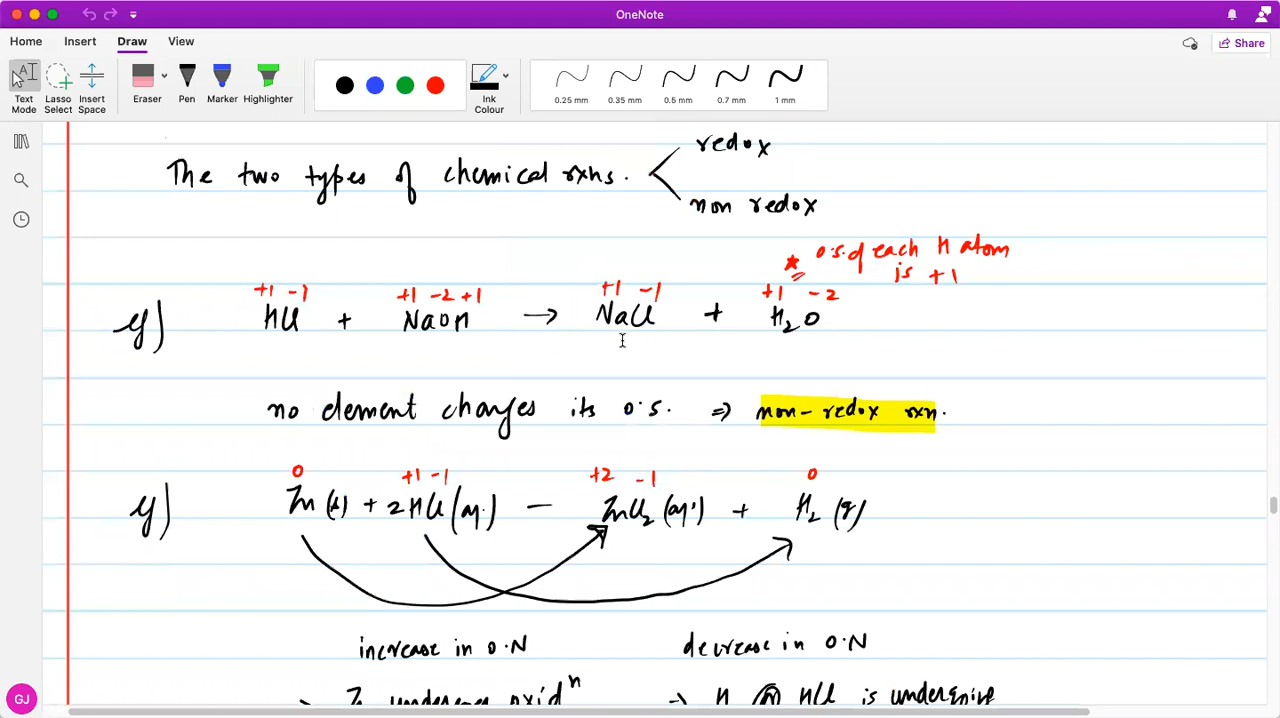 OneNote
Home Insert Draw View
Share
Text Mode
Lasso Select
Insert Space
Eraser
Pen
Marker
Highlighter
Ink Colour
0.25 mm 0.35 mm 0.5 mm 0.7 mm 1 mm
redox
The two types of chemical rxns.
non redox
* o.s. of each H atom
is +1
+1 -1 +1 -2 +1 +1 -1 +1 -2
eg) HCl + NaOH → NaCl + H₂O
no element changes its o.s. ⇒ non-redox rxn.
0 +1 -1 +2 -1 0
eg) Zn(s) + 2HCl (aq.) — ZnCl₂ (aq.) + H₂ (g)
increase in O.N decrease in O.N
H HCl is
GJ